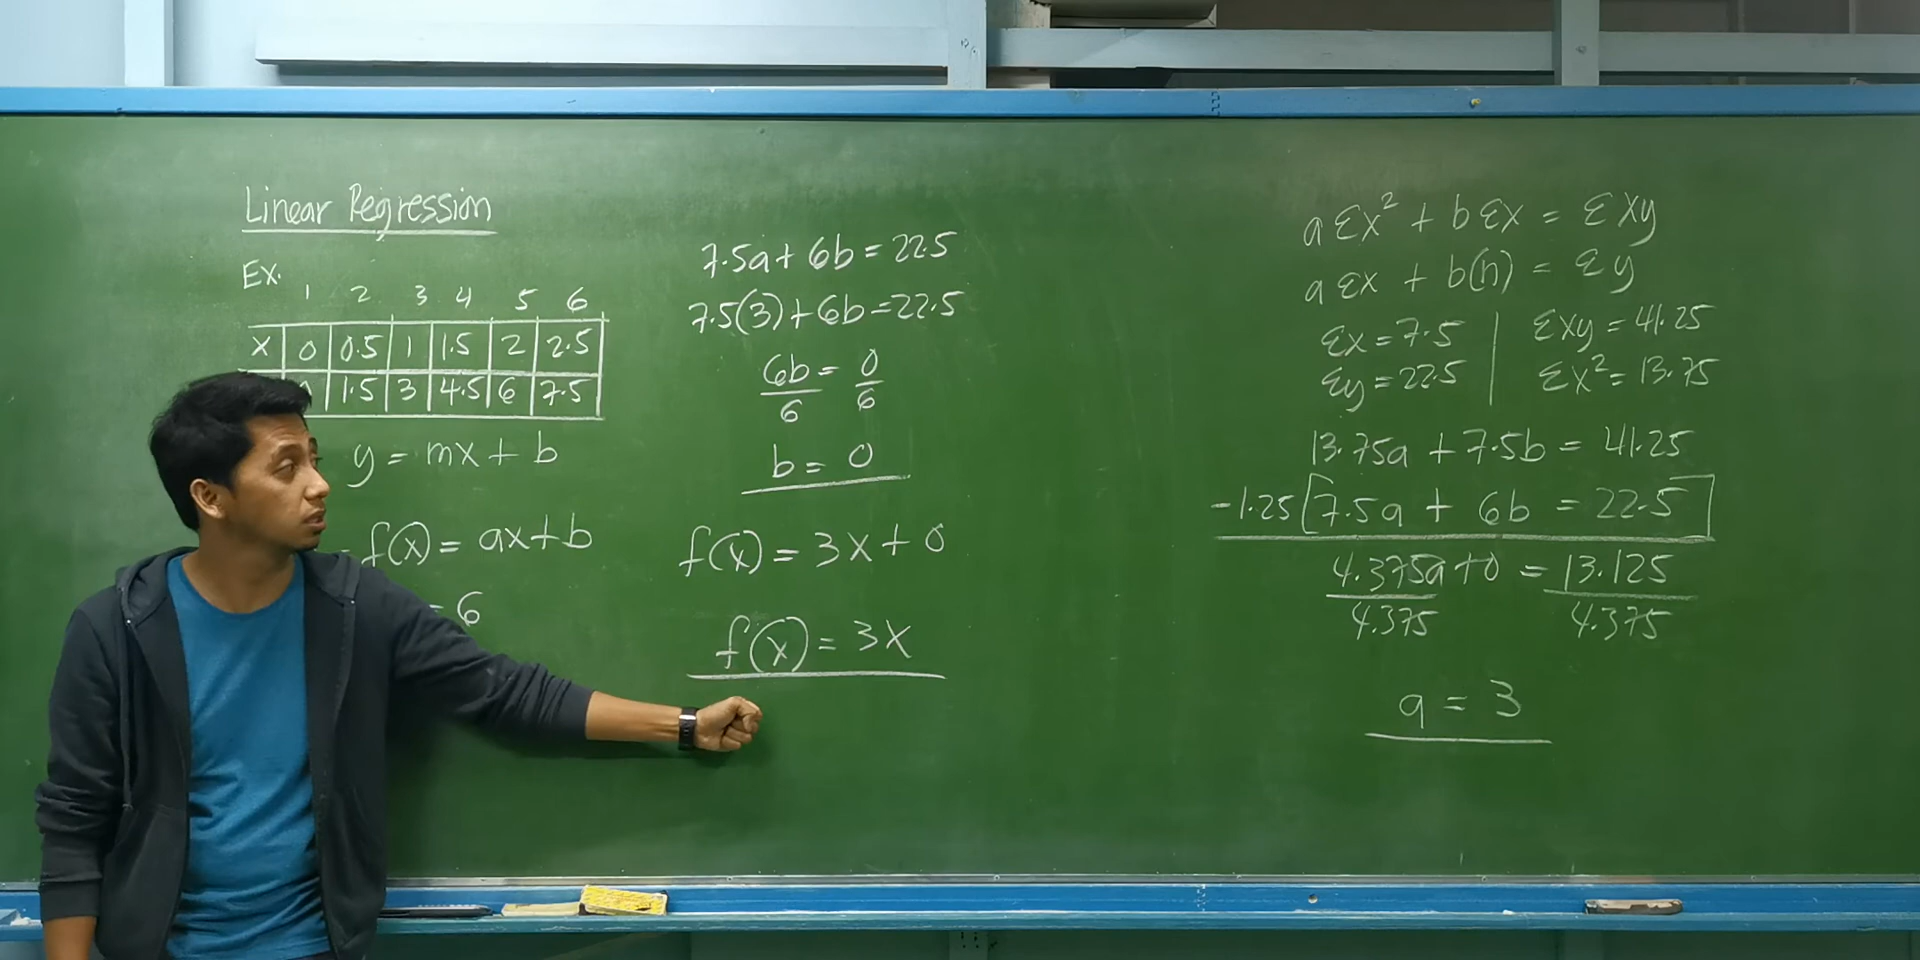 Linear Regression
Ex.
1 2 3 4 5 6
x 0 0.5 1 1.5 2 2.5
1.5 3 4.5 6 7.5
y = mx + b
f(x) = ax+b
= 6
7.5a + 6b = 22.5
7.5(3) + 6b = 22.5
6b = 0
6 6
b = 0
f(x) = 3x + 0
f(x) = 3x
aΣx² + bΣx = Σxy
aΣx + b(n) = Σy
Σx = 7.5 | Σxy = 41.25
Σy = 22.5 | Σx² = 13.75
13.75a + 7.5b = 41.25
-1.25[7.5a + 6b = 22.5]
4.375a + 0 = 13.125
4.375 4.375
a = 3